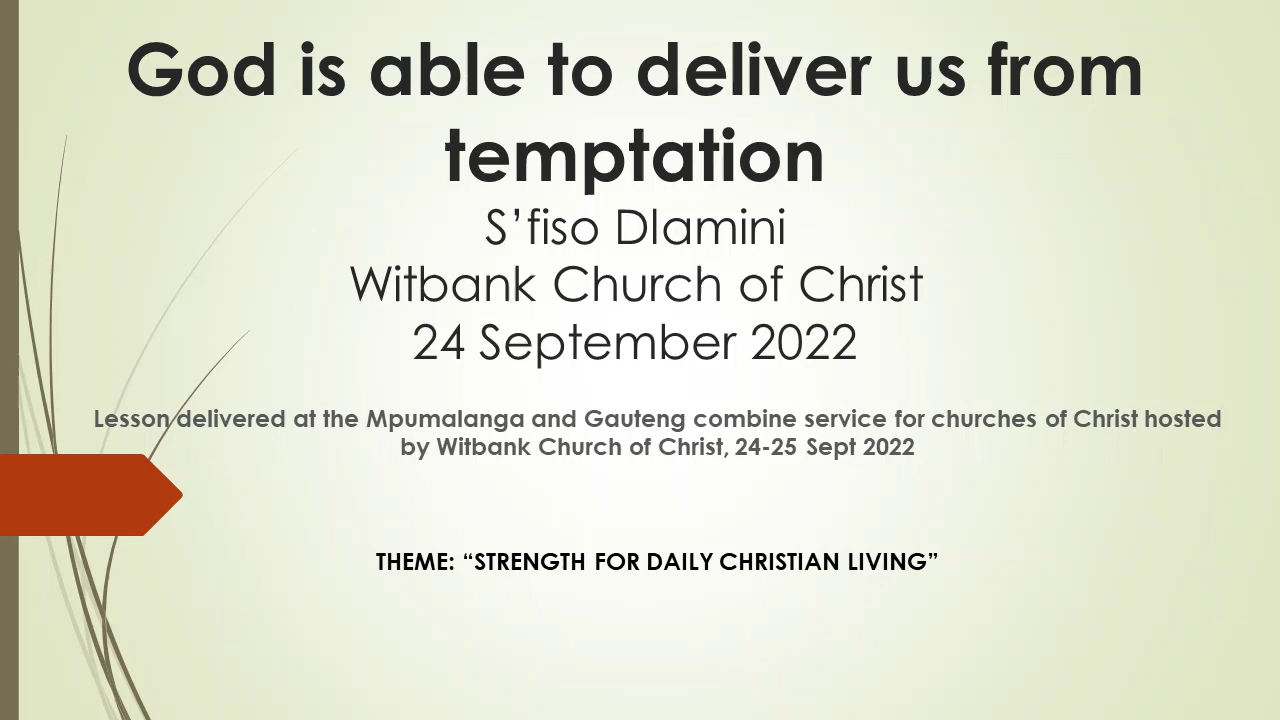 God is able to deliver us from
temptation
S’fiso Dlamini
Witbank Church of Christ
24 September 2022
Lesson delivered at the Mpumalanga and Gauteng combine service for churches of Christ hosted
by Witbank Church of Christ, 24-25 Sept 2022
THEME: “STRENGTH FOR DAILY CHRISTIAN LIVING”